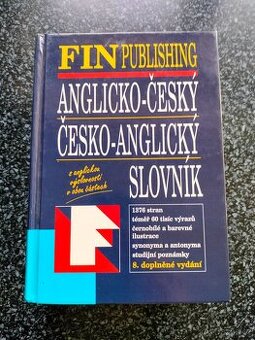 FIN PUBLISHING
ANGLICKO-ČESKÝ
ČESKO-ANGLICKÝ
SLOVNÍK
s anglickou
výslovností
v obou částech
1276 stran
téměř 60 tisíc výrazů
černobílé a barevné
ilustrace
synonyma a antonyma
studijní poznámky
8. doplněné vydání